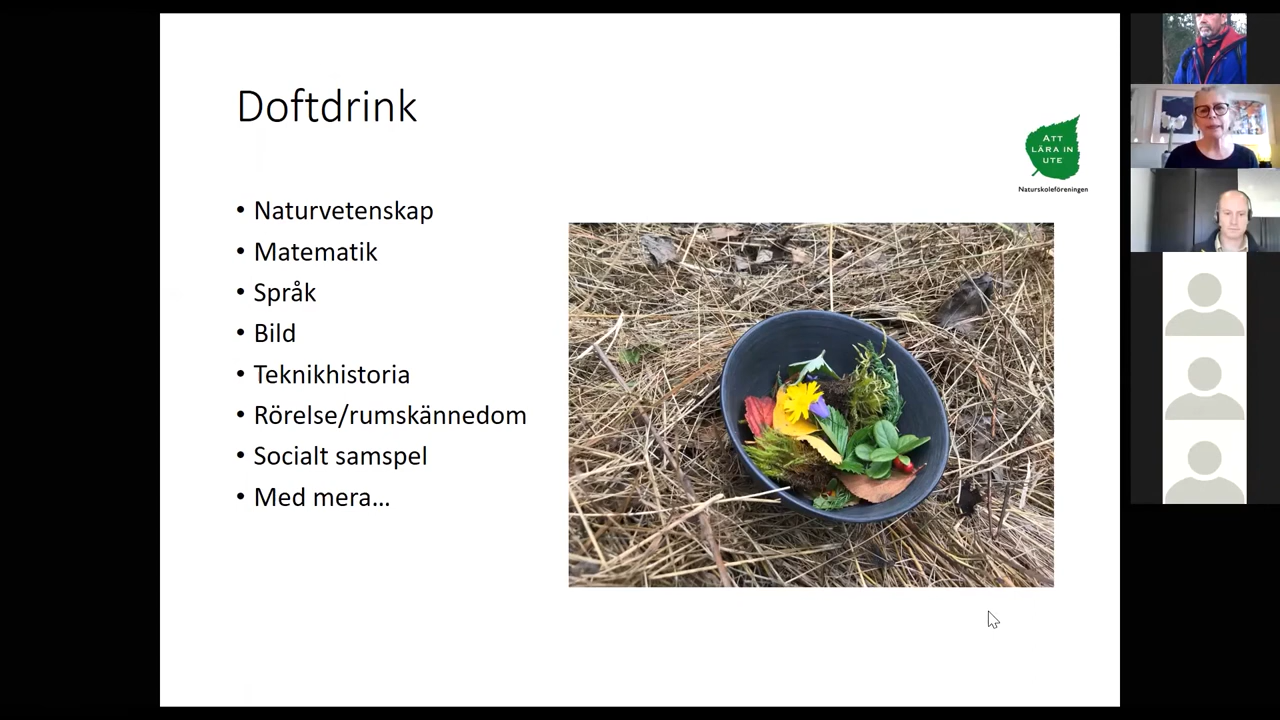 Doftdrink
ATT
LÄRA IN
UTE
Naturskoleföreningen
• Naturvetenskap
• Matematik
• Språk
• Bild
• Teknikhistoria
• Rörelse/rumskännedom
• Socialt samspel
• Med mera…